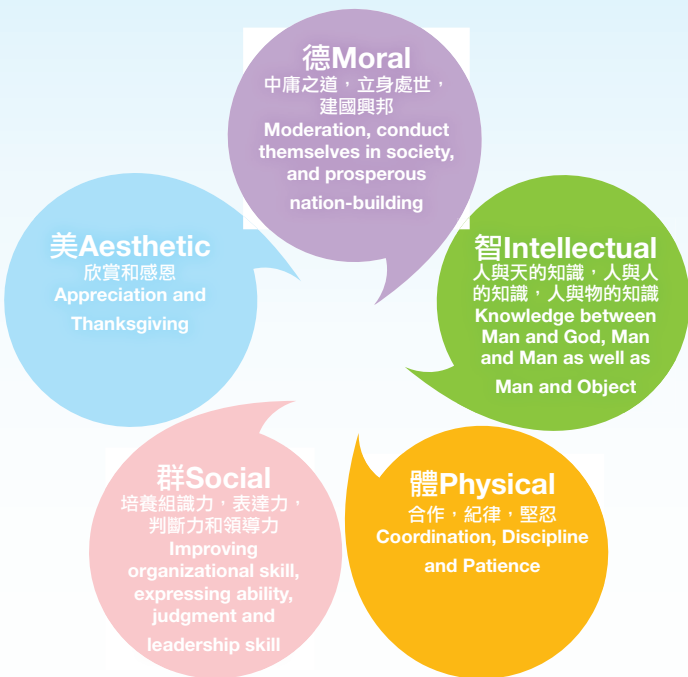 德Moral
中庸之道，立身處世，
建國興邦
Moderation, conduct
themselves in society,
and prosperous
nation-building
智Intellectual
人與天的知識，人與人
的知識，人與物的知識
Knowledge between
Man and God, Man
and Man as well as
Man and Object
體Physical
合作，紀律，堅忍
Coordination, Discipline
and Patience
群Social
培養組識力，表達力，
判斷力和領導力
Improving
organizational skill,
expressing ability,
judgment and
leadership skill
美Aesthetic
欣賞和感恩
Appreciation and
Thanksgiving